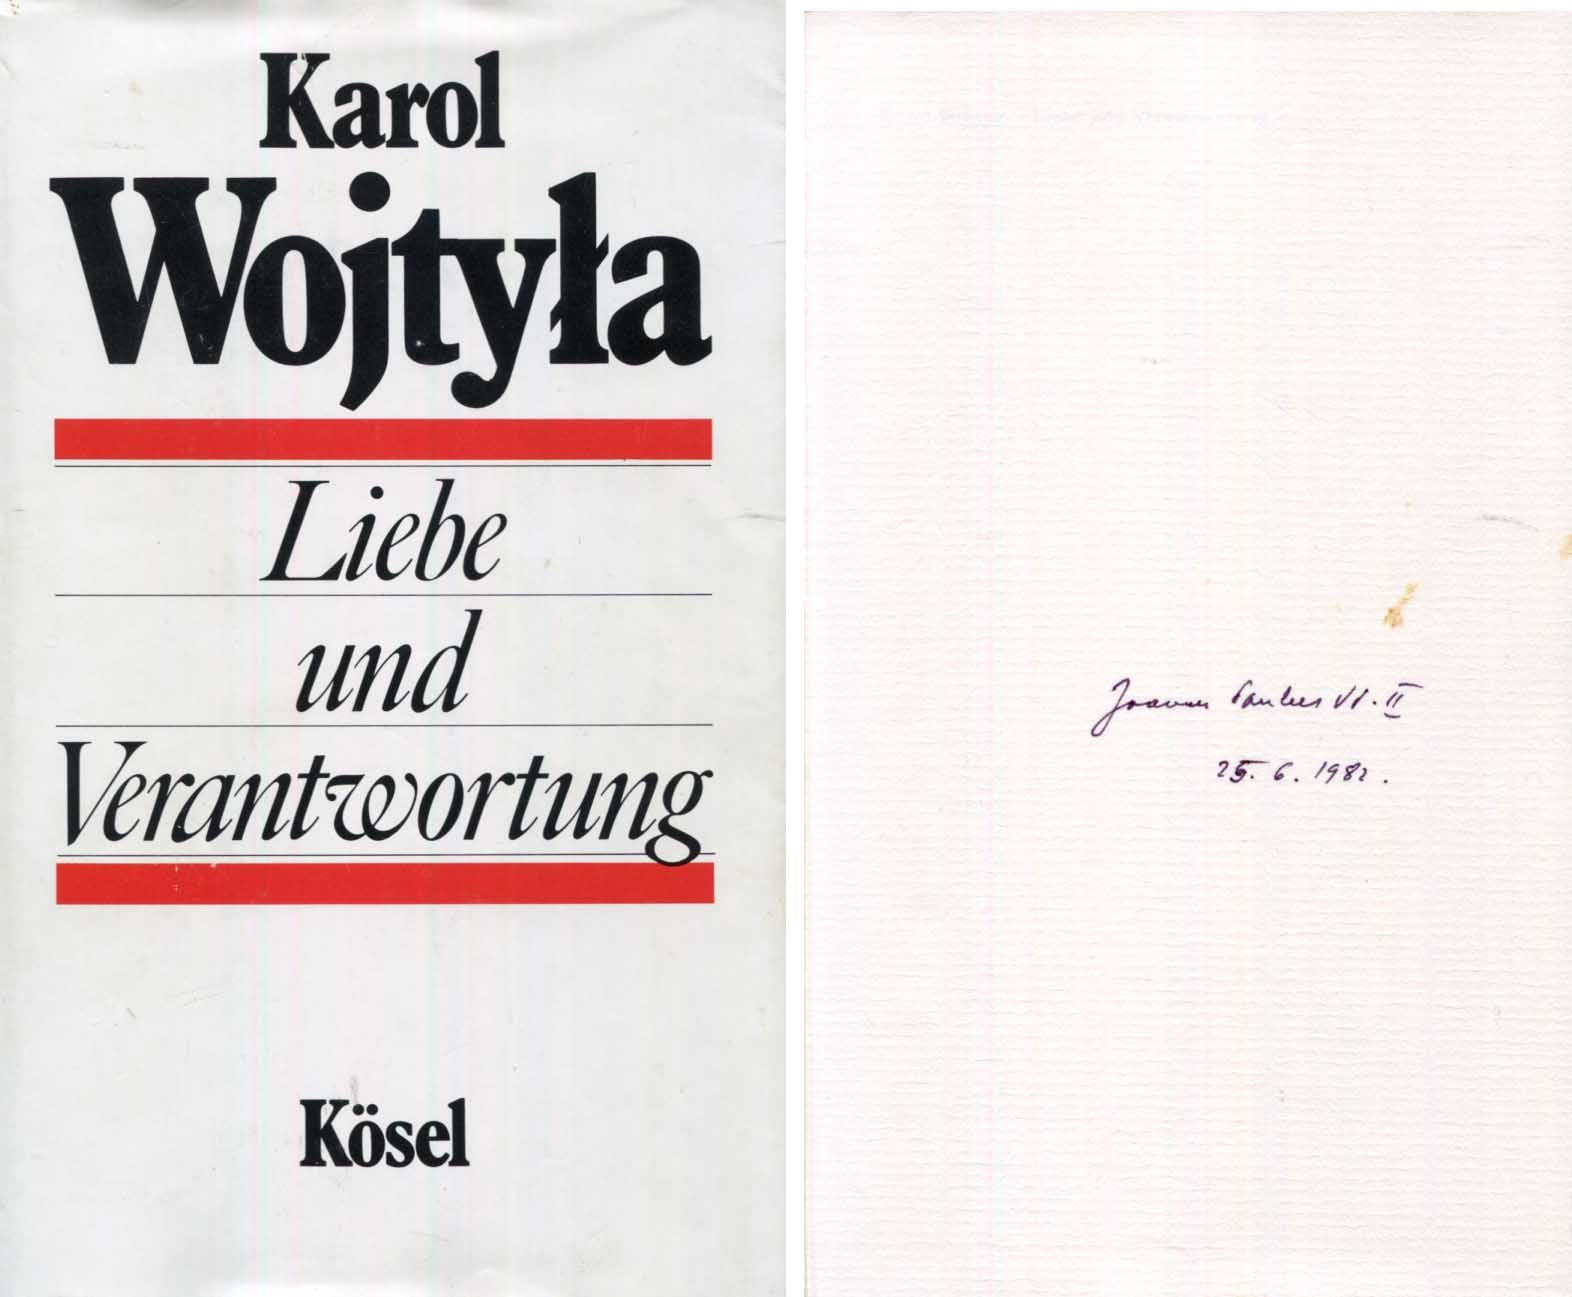 Karol
Wojtyła
Liebe
und
Verantwortung
Kösel
Joannes Paulus PP. II
25. 6. 1982.